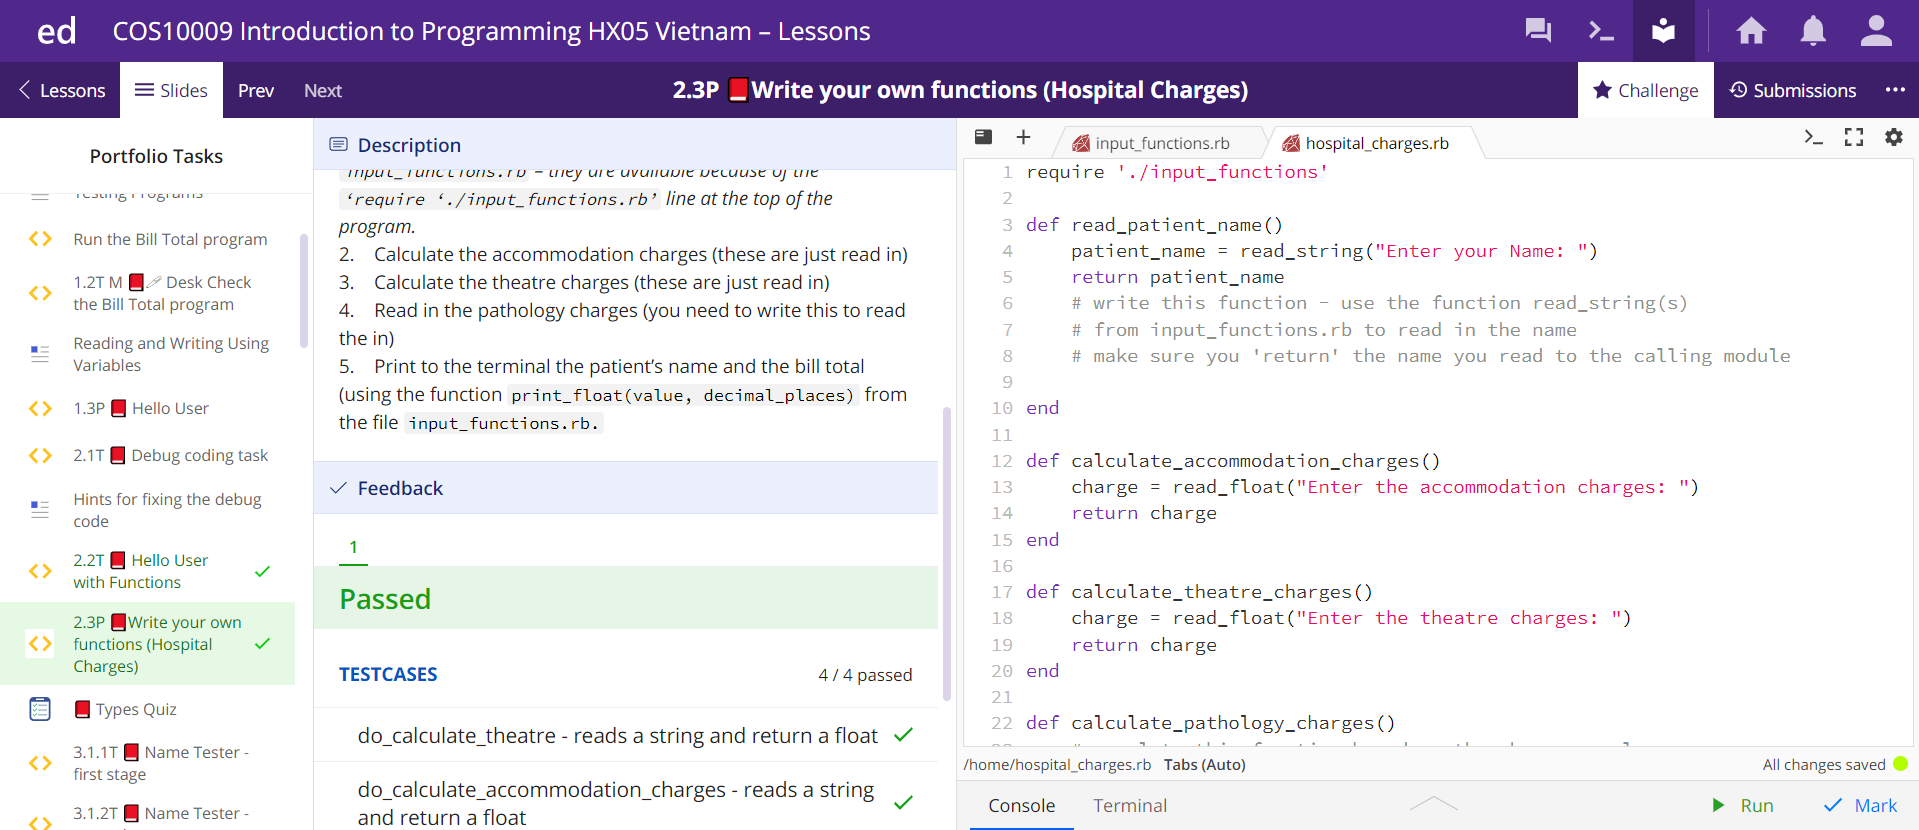 ed COS10009 Introduction to Programming HX05 Vietnam – Lessons
Lessons Slides Prev Next 2.3P Write your own functions (Hospital Charges) Challenge Submissions
Portfolio Tasks
Testing Programs
Run the Bill Total program
1.2T M Desk Check
the Bill Total program
Reading and Writing Using
Variables
1.3P Hello User
2.1T Debug coding task
Hints for fixing the debug
code
2.2T Hello User
with Functions
2.3P Write your own
functions (Hospital
Charges)
Types Quiz
3.1.1T Name Tester -
first stage
3.1.2T Name Tester -
Description
input_functions.rb – they are available because of the
‘require ‘./input_functions.rb’ line at the top of the
program.
2. Calculate the accommodation charges (these are just read in)
3. Calculate the theatre charges (these are just read in)
4. Read in the pathology charges (you need to write this to read
the in)
5. Print to the terminal the patient’s name and the bill total
(using the function print_float(value, decimal_places) from
the file input_functions.rb.
Feedback
1
Passed
TESTCASES 4 / 4 passed
do_calculate_theatre - reads a string and return a float
do_calculate_accommodation_charges - reads a string
and return a float
input_functions.rb hospital_charges.rb
1 require './input_functions'
2
3 def read_patient_name()
4 patient_name = read_string("Enter your Name: ")
5 return patient_name
6 # write this function - use the function read_string(s)
7 # from input_functions.rb to read in the name
8 # make sure you 'return' the name you read to the calling module
9
10 end
11
12 def calculate_accommodation_charges()
13 charge = read_float("Enter the accommodation charges: ")
14 return charge
15 end
16
17 def calculate_theatre_charges()
18 charge = read_float("Enter the theatre charges: ")
19 return charge
20 end
21
22 def calculate_pathology_charges()
/home/hospital_charges.rb Tabs (Auto) All changes saved
Console Terminal Run Mark